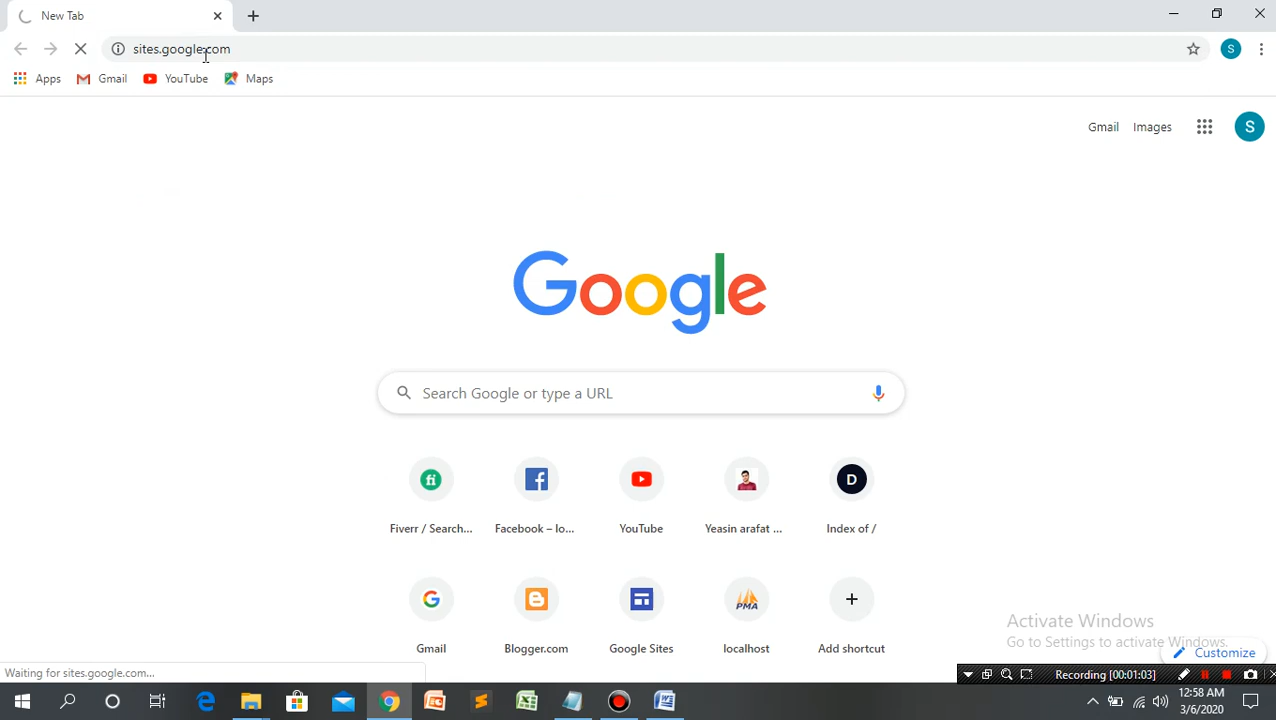 New Tab
sites.google.com
S
Apps
Gmail
YouTube
Maps
Gmail
Images
S
Google
Search Google or type a URL
fi
D
Fiverr / Search...
Facebook – lo...
YouTube
Yeasin arafat ...
Index of /
PMA
Gmail
Blogger.com
Google Sites
localhost
Add shortcut
Activate Windows
Go to Settings to activate Windows.
Customize
Waiting for sites.google.com...
Recording [00:01:03]
12:58 AM
3/6/2020